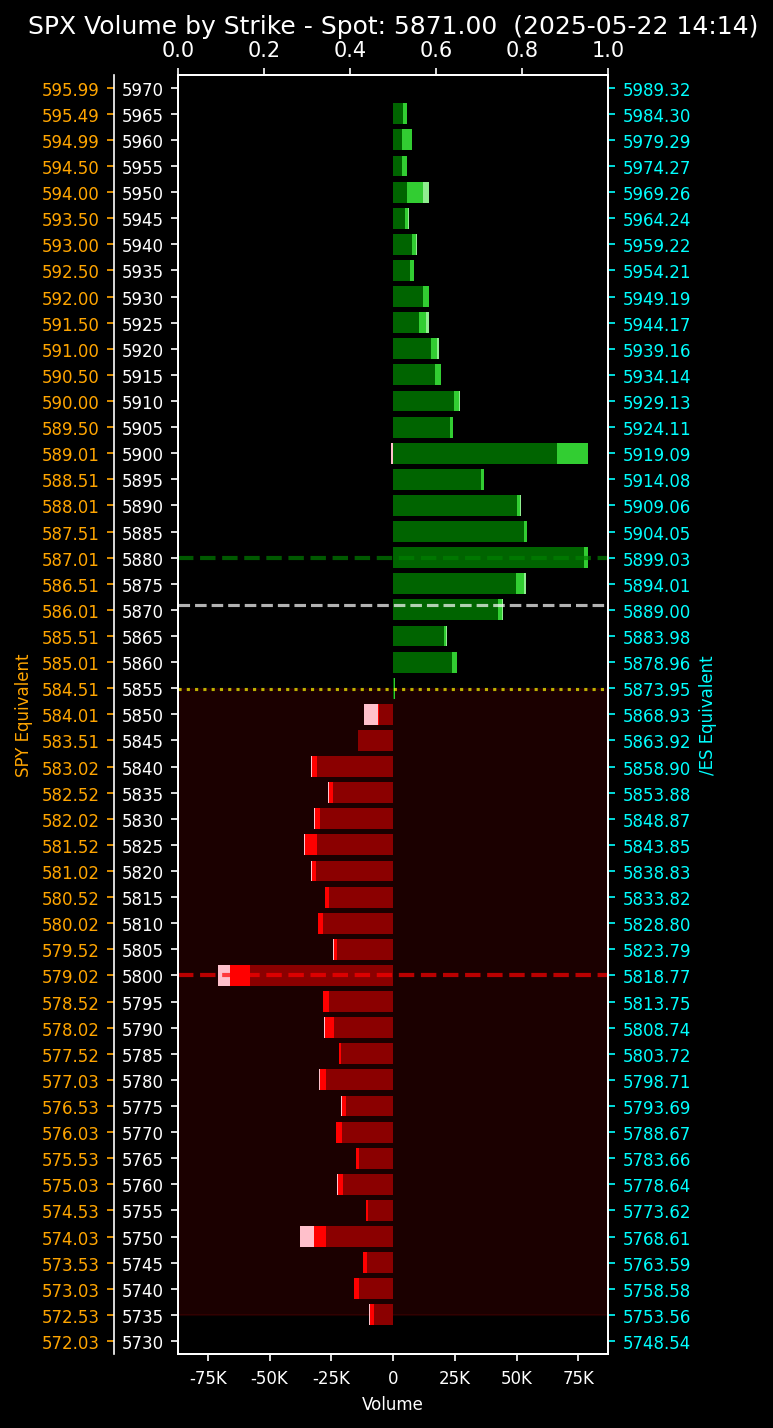 SPX Volume by Strike - Spot: 5871.00 (2025-05-22 14:14)
0.0 0.2 0.4 0.6 0.8 1.0
595.99 5970 5989.32
595.49 5965 5984.30
594.99 5960 5979.29
594.50 5955 5974.27
594.00 5950 5969.26
593.50 5945 5964.24
593.00 5940 5959.22
592.50 5935 5954.21
592.00 5930 5949.19
591.50 5925 5944.17
591.00 5920 5939.16
590.50 5915 5934.14
590.00 5910 5929.13
589.50 5905 5924.11
589.01 5900 5919.09
588.51 5895 5914.08
588.01 5890 5909.06
587.51 5885 5904.05
587.01 5880 5899.03
586.51 5875 5894.01
586.01 5870 5889.00
585.51 5865 5883.98
585.01 5860 5878.96
584.51 5855 5873.95
584.01 5850 5868.93
583.51 5845 5863.92
583.02 5840 5858.90
582.52 5835 5853.88
582.02 5830 5848.87
581.52 5825 5843.85
581.02 5820 5838.83
580.52 5815 5833.82
580.02 5810 5828.80
579.52 5805 5823.79
579.02 5800 5818.77
578.52 5795 5813.75
578.02 5790 5808.74
577.52 5785 5803.72
577.03 5780 5798.71
576.53 5775 5793.69
576.03 5770 5788.67
575.53 5765 5783.66
575.03 5760 5778.64
574.53 5755 5773.62
574.03 5750 5768.61
573.53 5745 5763.59
573.03 5740 5758.58
572.53 5735 5753.56
572.03 5730 5748.54
SPY Equivalent
/ES Equivalent
-75K -50K -25K 0 25K 50K 75K
Volume